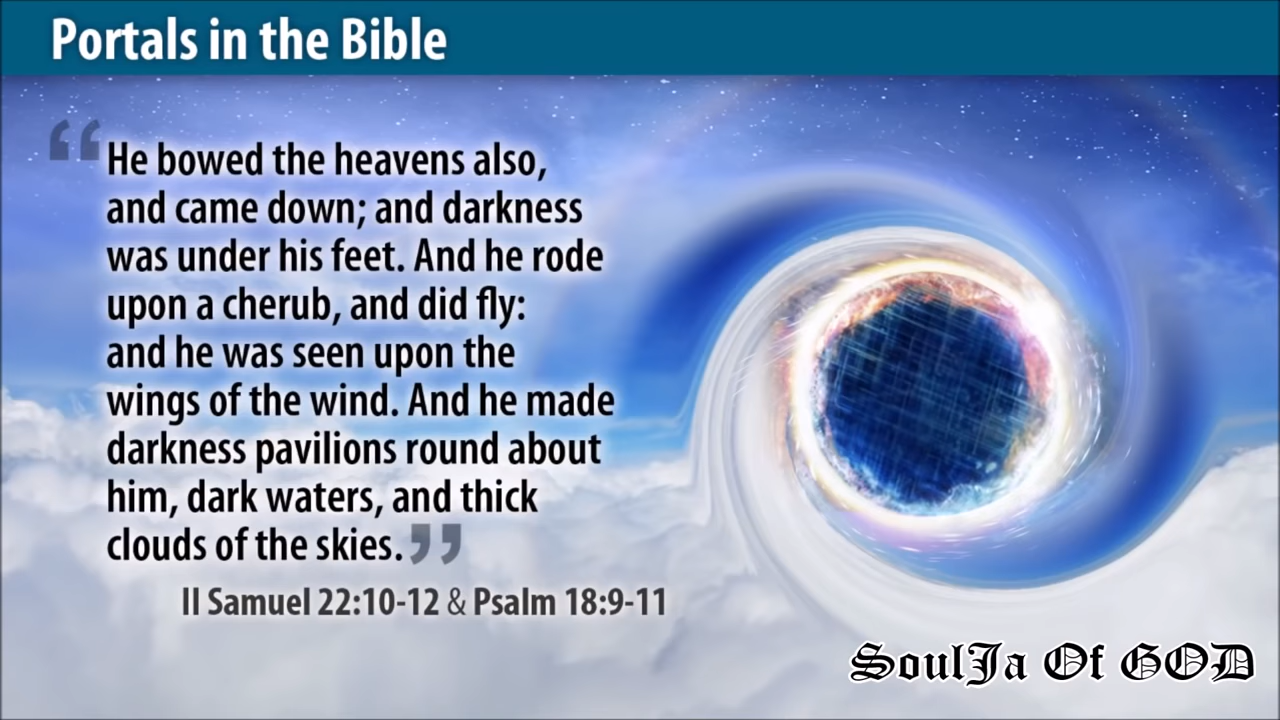 Portals in the Bible
“He bowed the heavens also,
and came down; and darkness
was under his feet. And he rode
upon a cherub, and did fly:
and he was seen upon the
wings of the wind. And he made
darkness pavilions round about
him, dark waters, and thick
clouds of the skies.”
II Samuel 22:10-12 & Psalm 18:9-11
SoulJa Of GOD